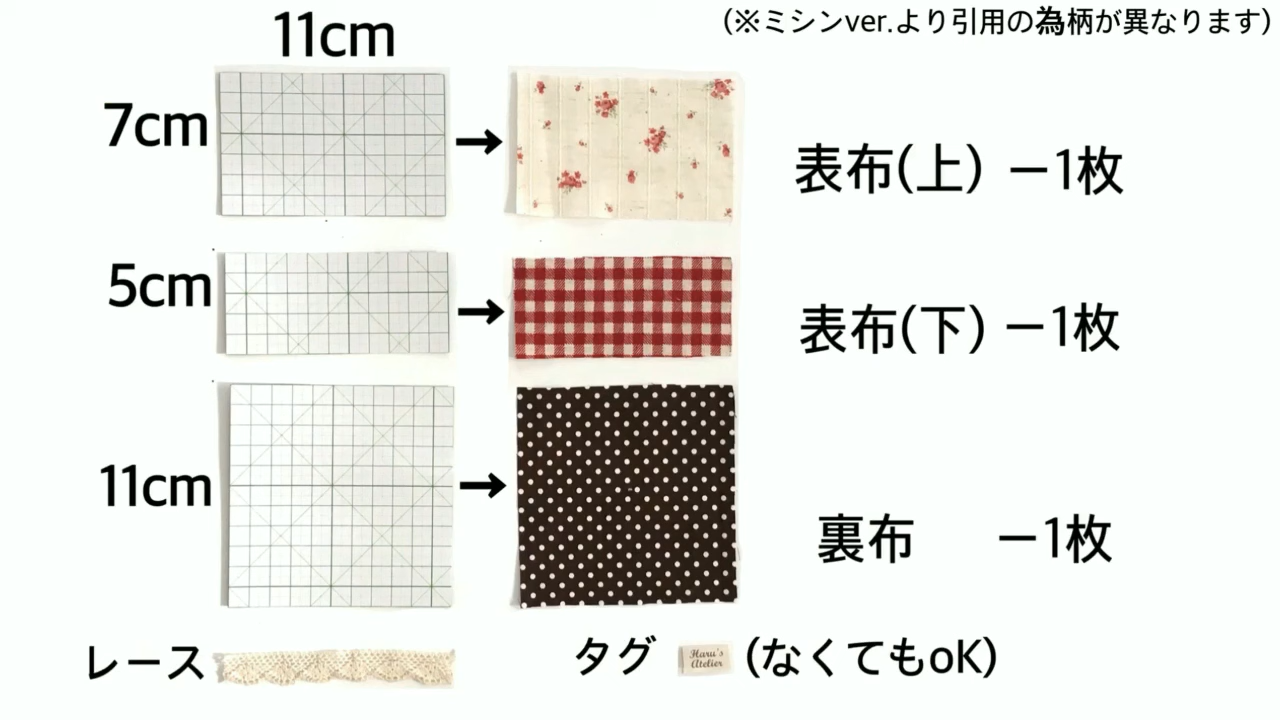 (※ミシンver.より引用の為柄が異なります)
11cm
7cm
表布(上) ー1枚
5cm
表布(下) ー1枚
11cm
裏布 ー1枚
レース タグ Haru's Atelier (なくてもoK)